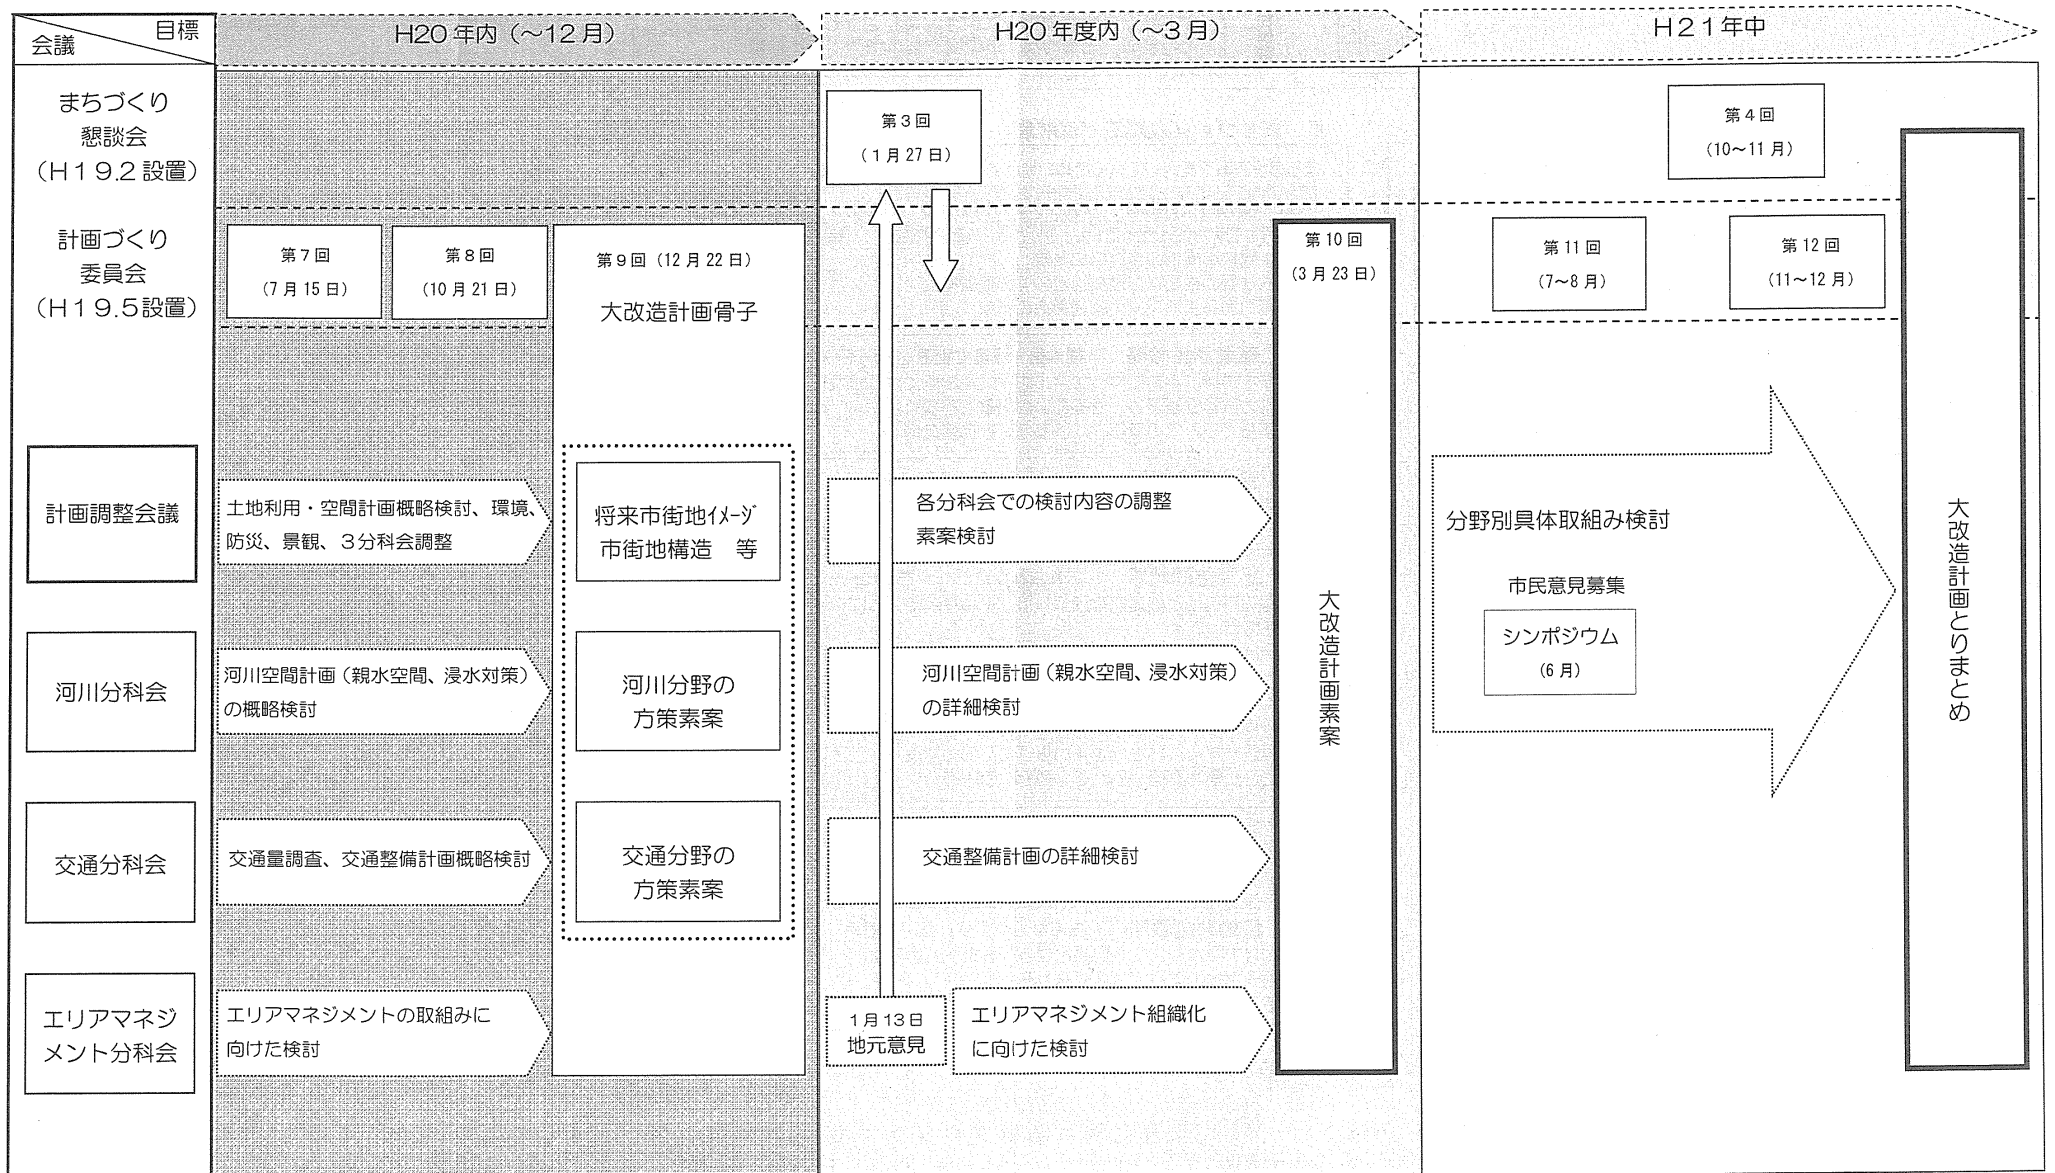 目標
会議
H20年内（～12月）
H20年度内（～3月）
H21年中
まちづくり
懇談会
（H19.2設置）
第3回
（1月27日）
第4回
（10～11月）
計画づくり
委員会
（H19.5設置）
第7回
（7月15日）
第8回
（10月21日）
第9回（12月22日）
大改造計画骨子
第10回
（3月23日）
大改造計画素案
第11回
（7～8月）
第12回
（11～12月）
大改造計画とりまとめ
計画調整会議
土地利用・空間計画概略検討、環境、
防災、景観、3分科会調整
将来市街地ｲﾒｰｼﾞ
市街地構造　等
各分科会での検討内容の調整
素案検討
分野別具体取組み検討
市民意見募集
シンポジウム
（6月）
河川分科会
河川空間計画（親水空間、浸水対策）
の概略検討
河川分野の
方策素案
河川空間計画（親水空間、浸水対策）
の詳細検討
交通分科会
交通量調査、交通整備計画概略検討
交通分野の
方策素案
交通整備計画の詳細検討
エリアマネジ
メント分科会
エリアマネジメントの取組みに
向けた検討
1月13日
地元意見
エリアマネジメント組織化
に向けた検討